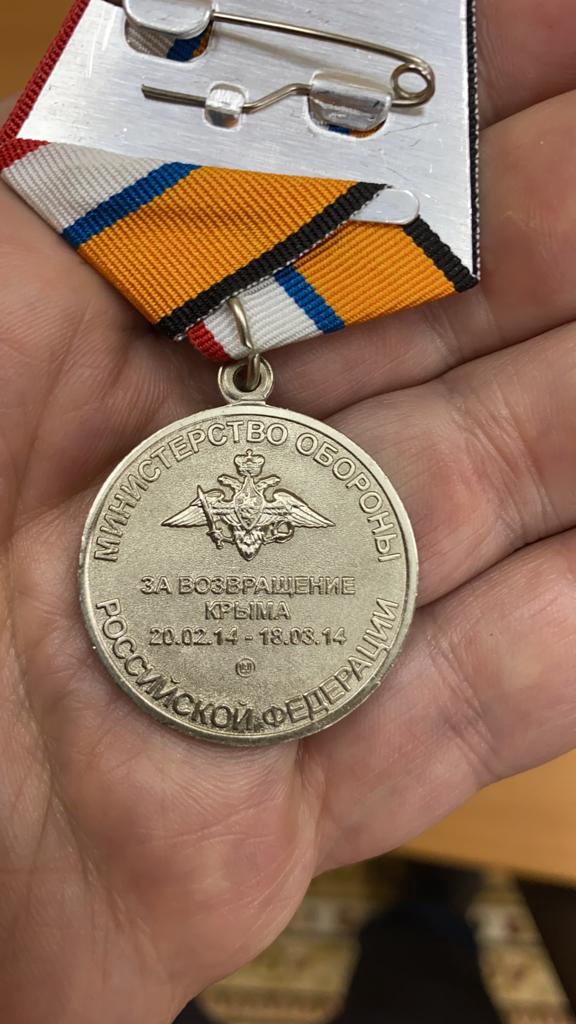 МИНИСТЕРСТВО ОБОРОНЫ
ЗА ВОЗВРАЩЕНИЕ
КРЫМА
20.02.14 - 18.03.14
РОССИЙСКОЙ ФЕДЕРАЦИИ